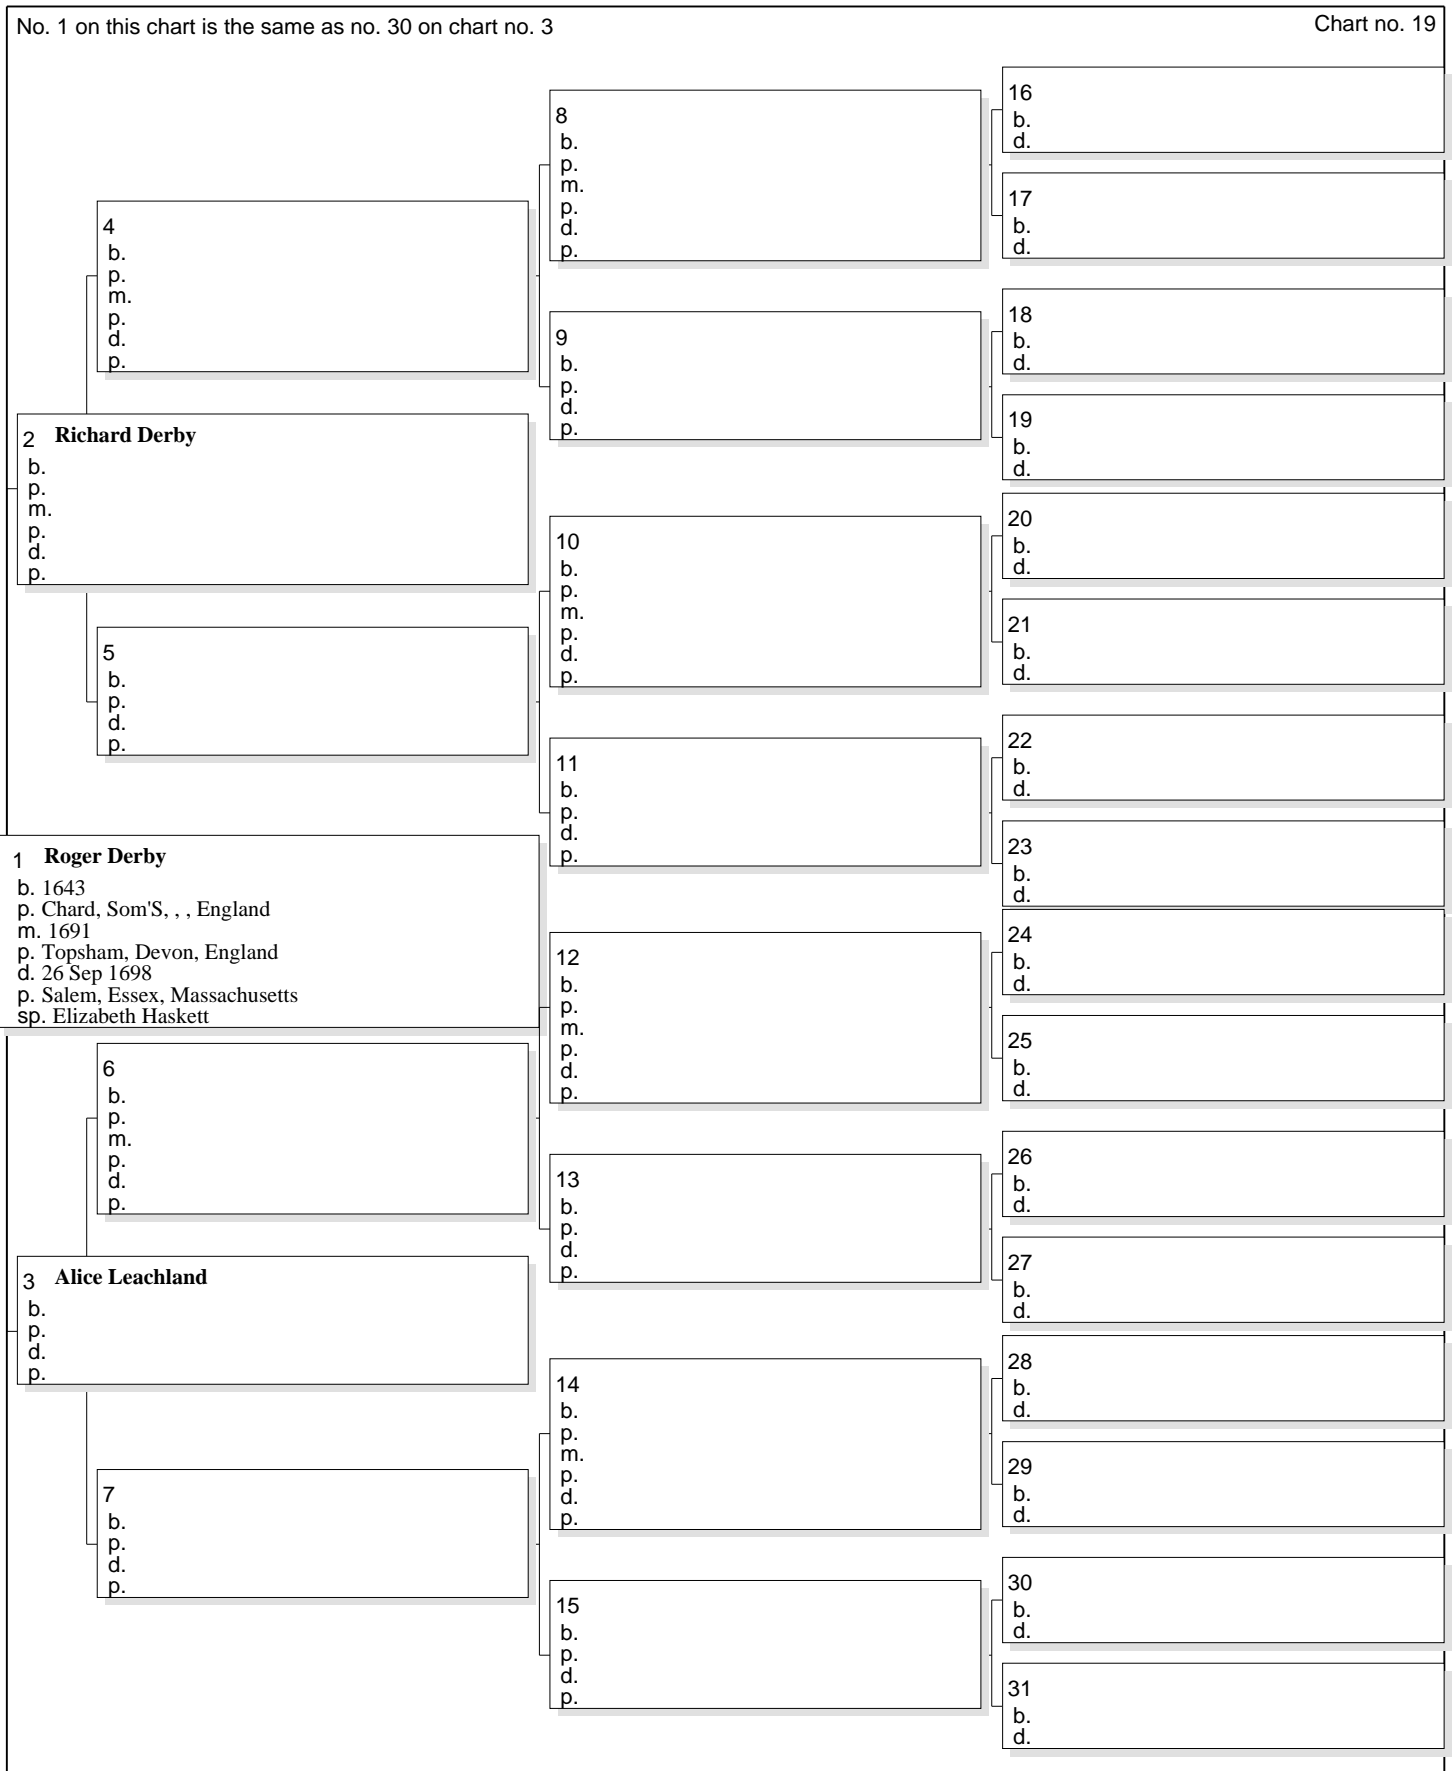 No. 1 on this chart is the same as no. 30 on chart no. 3
Chart no. 19
16
b.
d.
8
b.
p.
m.
p.
d.
p.
17
b.
d.
4
b.
p.
m.
p.
d.
p.
18
b.
d.
9
b.
p.
d.
p.
19
b.
d.
2 Richard Derby
b.
p.
m.
p.
d.
p.
20
b.
d.
10
b.
p.
m.
p.
d.
p.
21
b.
d.
5
b.
p.
d.
p.
22
b.
d.
11
b.
p.
d.
p.
23
b.
d.
1 Roger Derby
b. 1643
p. Chard, Som'S, , , England
m. 1691
p. Topsham, Devon, England
d. 26 Sep 1698
p. Salem, Essex, Massachusetts
sp. Elizabeth Haskett
24
b.
d.
12
b.
p.
m.
p.
d.
p.
25
b.
d.
6
b.
p.
m.
p.
d.
p.
26
b.
d.
13
b.
p.
d.
p.
27
b.
d.
3 Alice Leachland
b.
p.
d.
p.
28
b.
d.
14
b.
p.
m.
p.
d.
p.
29
b.
d.
7
b.
p.
d.
p.
30
b.
d.
15
b.
p.
d.
p.
31
b.
d.